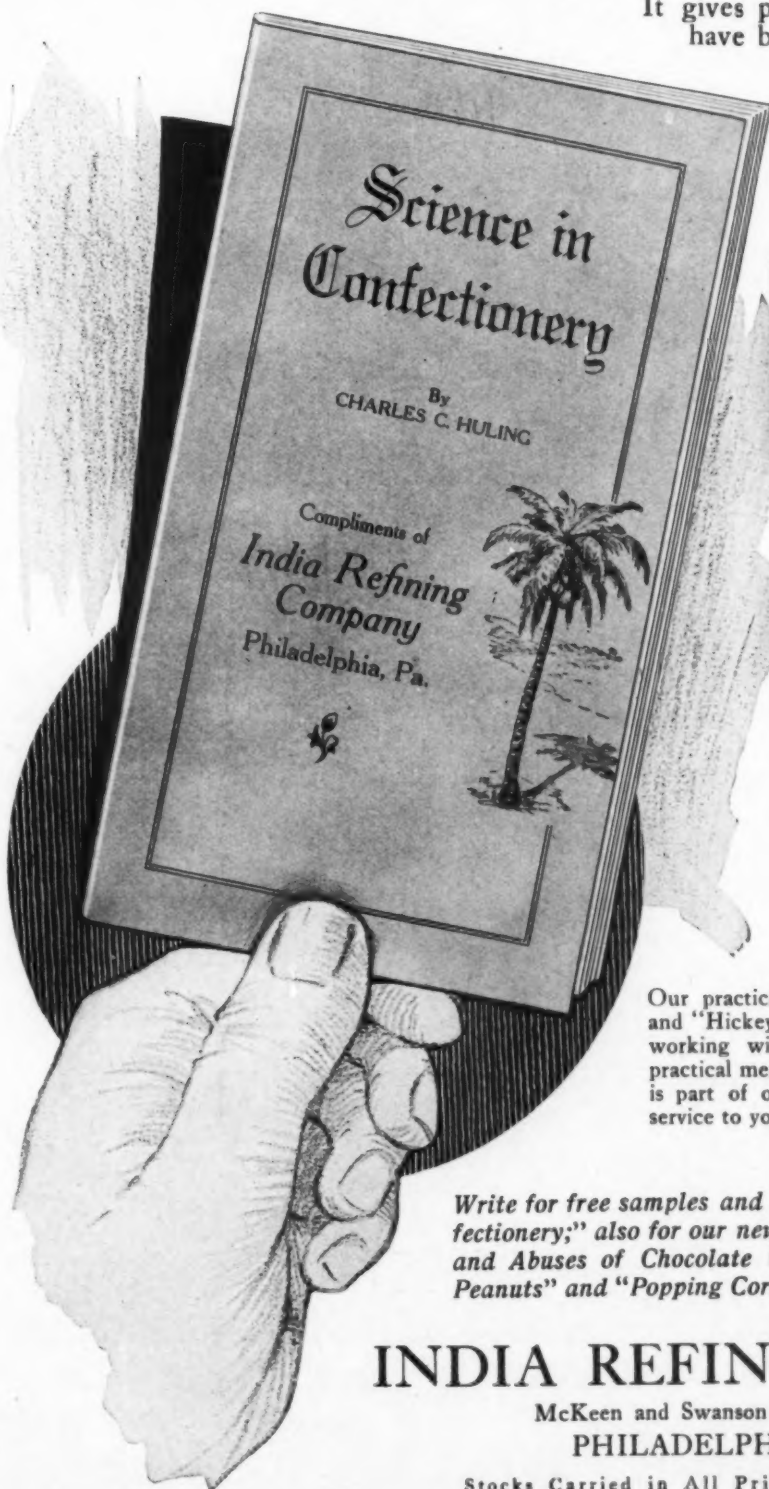 It gives p
have b
Science in
Confectionery
By
CHARLES C. HULING
Compliments of
India Refining
Company
Philadelphia, Pa.
Our practic
and "Hickey
working wi
practical me
is part of o
service to yo
Write for free samples and
fectionery;" also for our new
and Abuses of Chocolate
Peanuts" and "Popping Cor
INDIA REFIN
McKeen and Swanson
PHILADELPH
Stocks Carried in All Pri